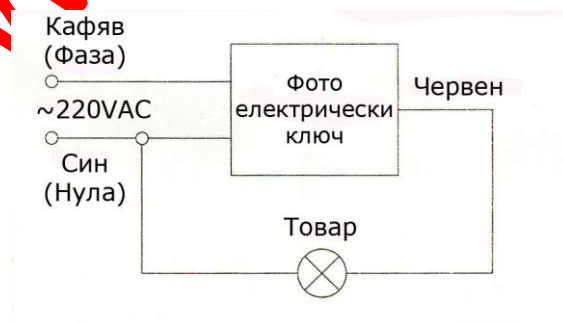 Кафяв
(Фаза)
~220VAC
Син
(Нула)
Фото
електрически
ключ
Червен
Товар